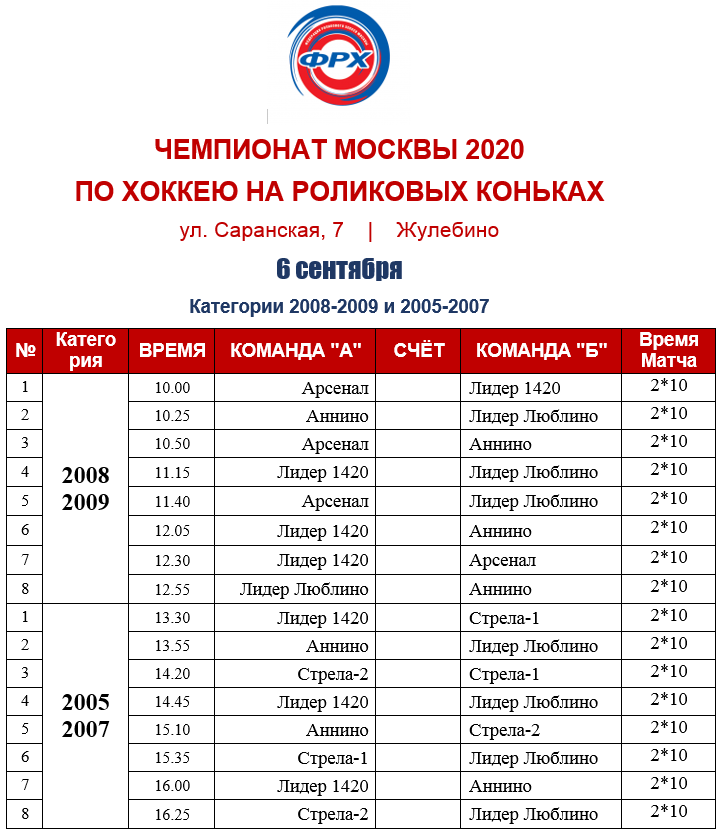 ФРХ
ЧЕМПИОНАТ МОСКВЫ 2020
ПО ХОККЕЮ НА РОЛИКОВЫХ КОНЬКАХ
ул. Саранская, 7 | Жулебино
6 сентября
Категории 2008-2009 и 2005-2007
№ Катего рия ВРЕМЯ КОМАНДА "А" СЧЁТ КОМАНДА "Б" Время Матча
2008 2009
1 10.00 Арсенал Лидер 1420 2*10
2 10.25 Аннино Лидер Люблино 2*10
3 10.50 Арсенал Аннино 2*10
4 11.15 Лидер 1420 Лидер Люблино 2*10
5 11.40 Арсенал Лидер Люблино 2*10
6 12.05 Лидер 1420 Аннино 2*10
7 12.30 Лидер 1420 Арсенал 2*10
8 12.55 Лидер Люблино Аннино 2*10
2005 2007
1 13.30 Лидер 1420 Стрела-1 2*10
2 13.55 Аннино Лидер Люблино 2*10
3 14.20 Стрела-2 Стрела-1 2*10
4 14.45 Лидер 1420 Лидер Люблино 2*10
5 15.10 Аннино Стрела-2 2*10
6 15.35 Стрела-1 Лидер Люблино 2*10
7 16.00 Лидер 1420 Аннино 2*10
8 16.25 Стрела-2 Лидер Люблино 2*10